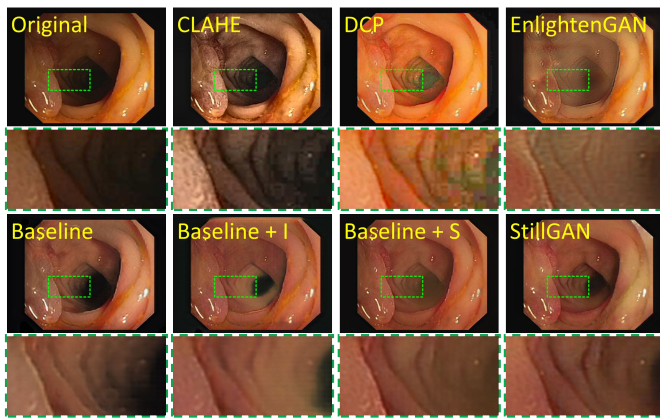 Original
CLAHE
DCP
EnlightenGAN
Baseline
Baseline + I
Baseline + S
StillGAN